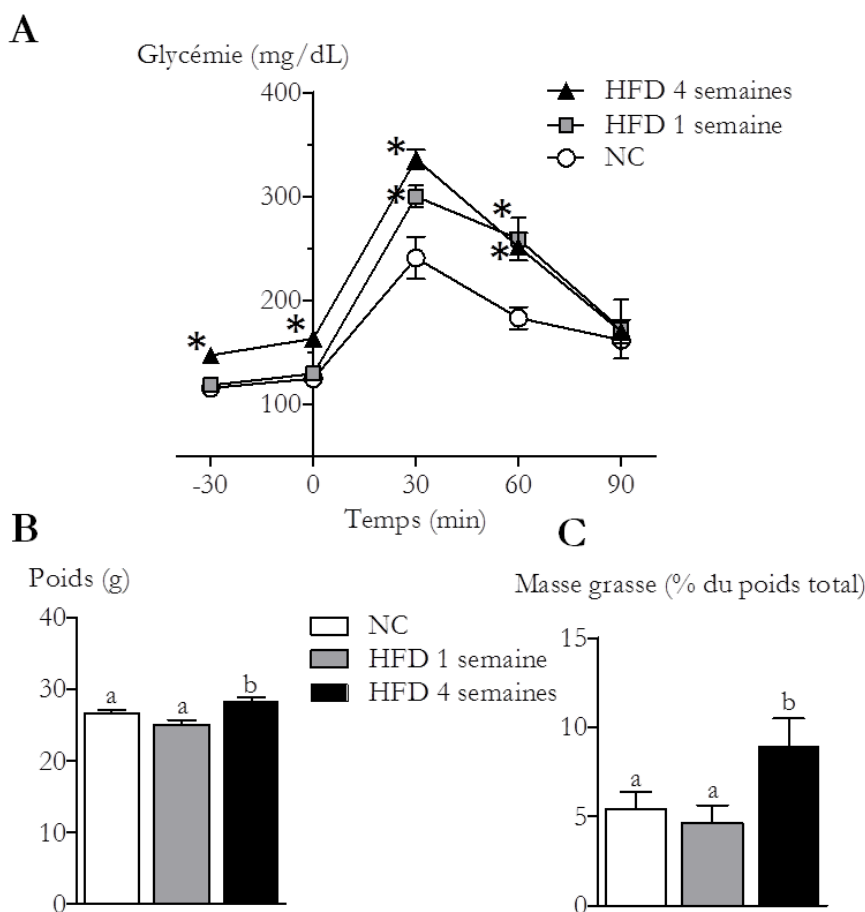 A
Glycémie (mg/dL)
400
300
200
100
HFD 4 semaines
HFD 1 semaine
NC
*
*
*
*
*
*
-30 0 30 60 90
Temps (min)
B
Poids (g)
40
30
20
10
0
a a b
NC
HFD 1 semaine
HFD 4 semaines
C
Masse grasse (% du poids total)
15
10
5
0
a a b